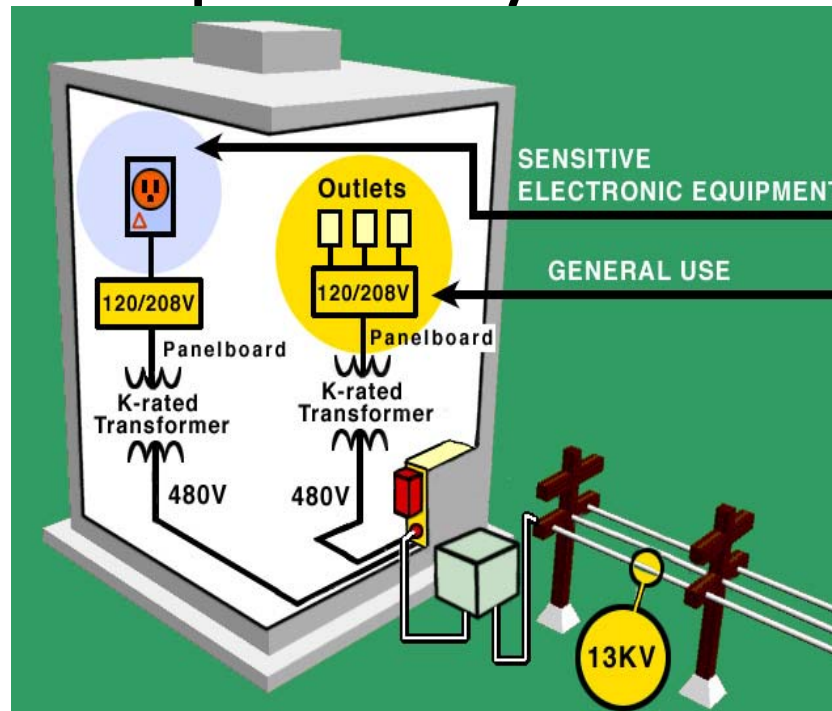 SENSITIVE
ELECTRONIC EQUIPMENT
Outlets
GENERAL USE
120/208V
120/208V
Panelboard
Panelboard
K-rated
Transformer
K-rated
Transformer
480V
480V
13KV